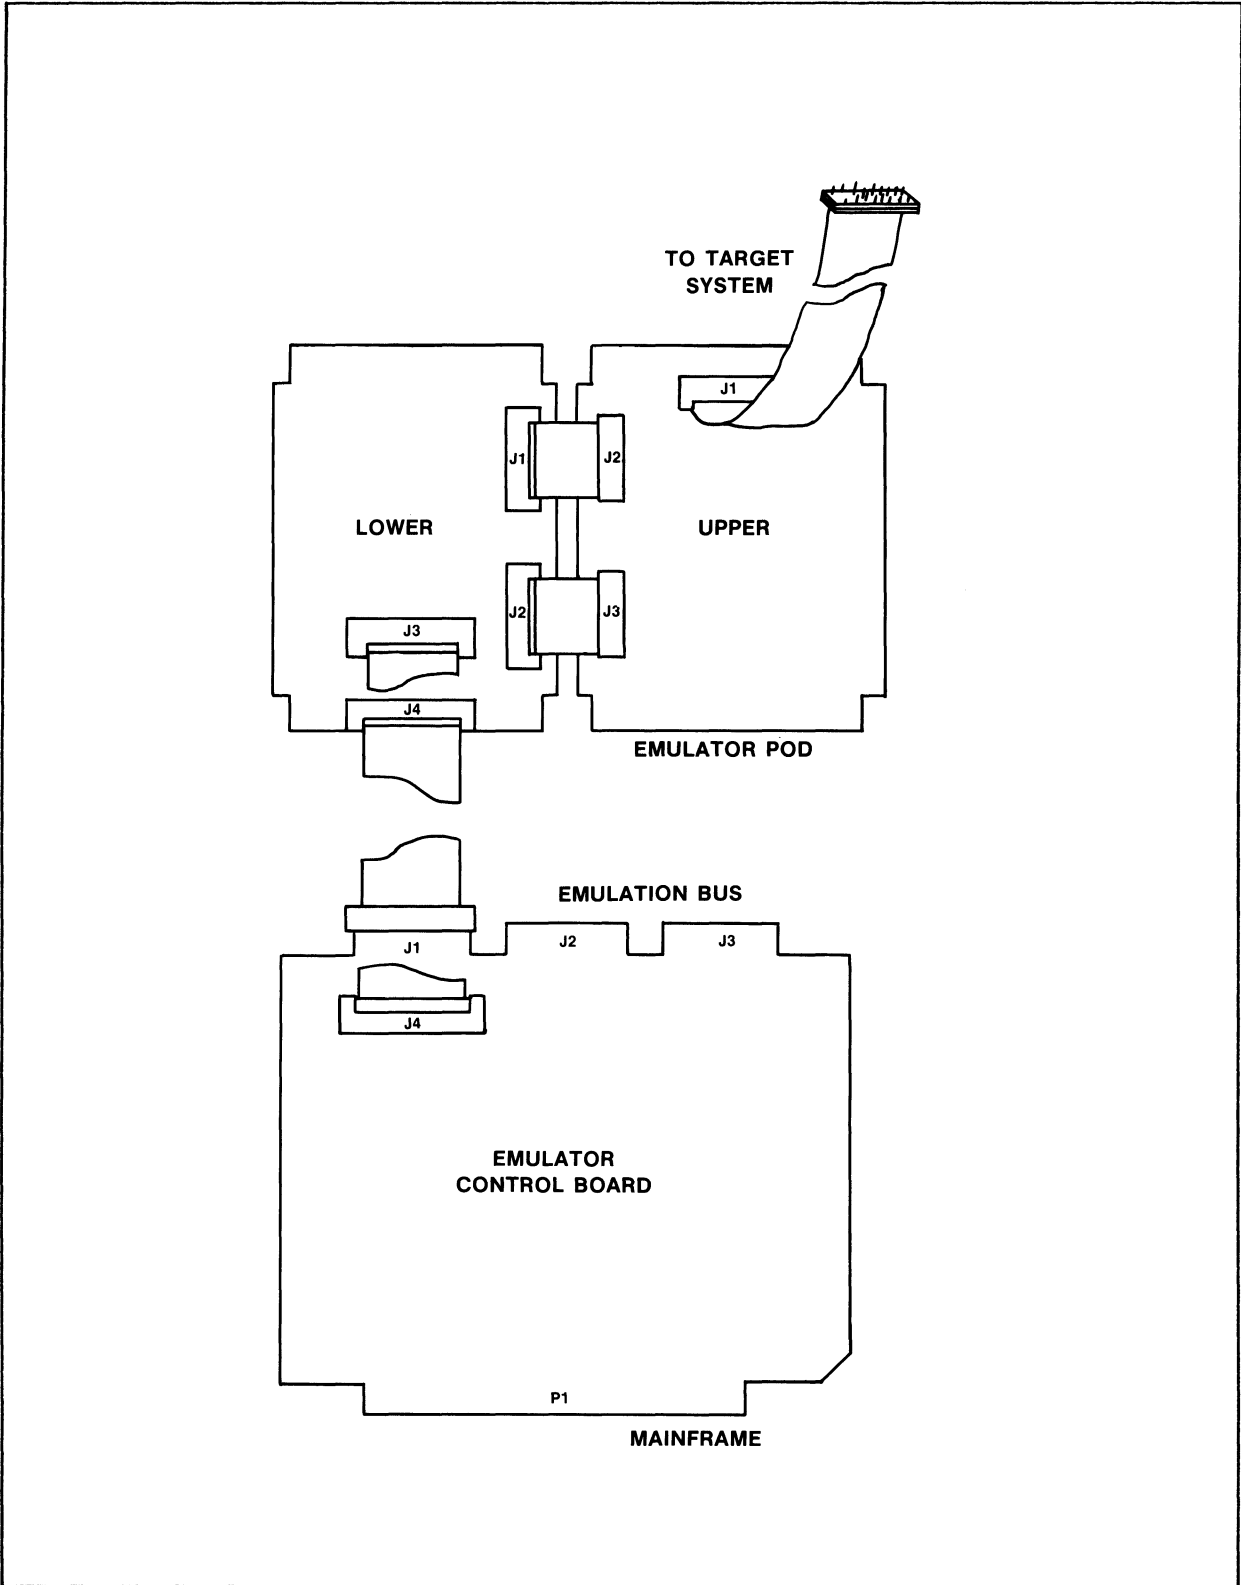 TO TARGET
SYSTEM
J1
J1
J2
LOWER
UPPER
J2
J3
J3
J4
EMULATOR POD
EMULATION BUS
J1
J2
J3
J4
EMULATOR
CONTROL BOARD
P1
MAINFRAME